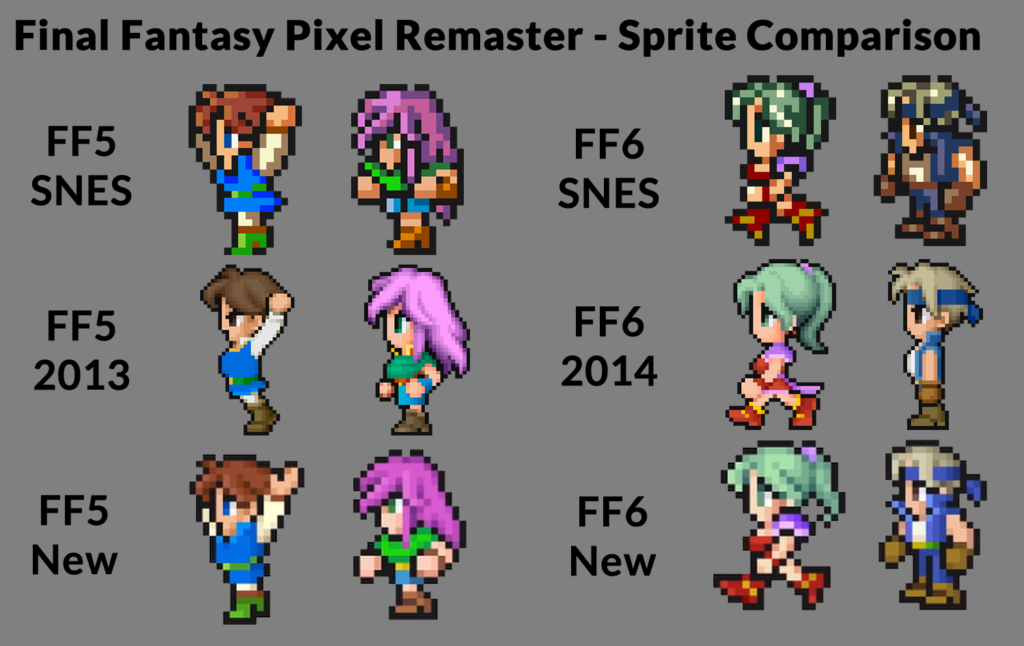 Final Fantasy Pixel Remaster - Sprite Comparison
FF5
SNES
FF6
SNES
FF5
2013
FF6
2014
FF5
New
FF6
New